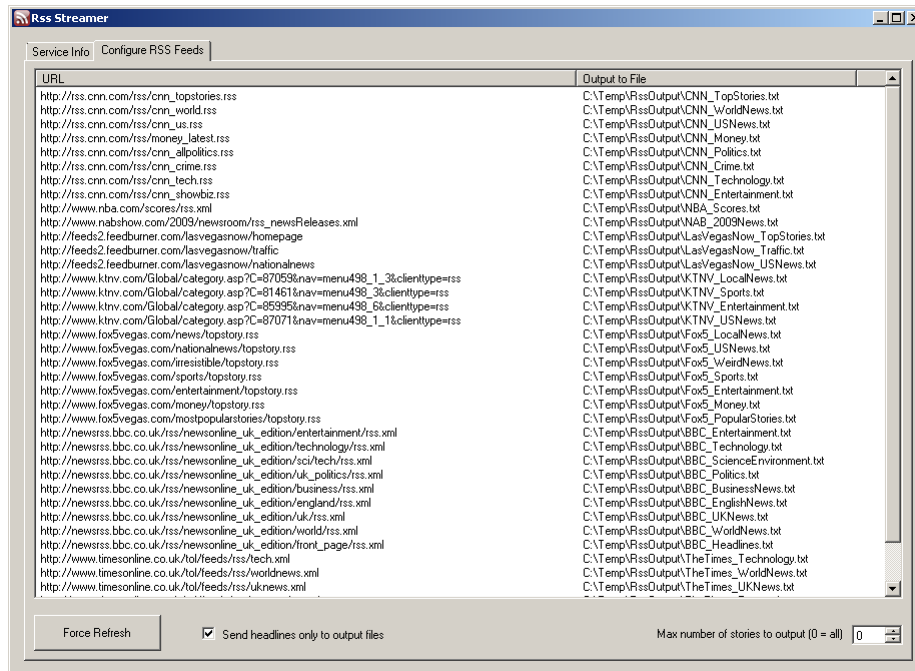 Rss Streamer
Service Info Configure RSS Feeds
URL Output to File
http://rss.cnn.com/rss/cnn_topstories.rss C:\Temp\RssOutput\CNN_TopStories.txt
http://rss.cnn.com/rss/cnn_world.rss C:\Temp\RssOutput\CNN_WorldNews.txt
http://rss.cnn.com/rss/cnn_us.rss C:\Temp\RssOutput\CNN_USNews.txt
http://rss.cnn.com/rss/money_latest.rss C:\Temp\RssOutput\CNN_Money.txt
http://rss.cnn.com/rss/cnn_allpolitics.rss C:\Temp\RssOutput\CNN_Politics.txt
http://rss.cnn.com/rss/cnn_crime.rss C:\Temp\RssOutput\CNN_Crime.txt
http://rss.cnn.com/rss/cnn_tech.rss C:\Temp\RssOutput\CNN_Technology.txt
http://rss.cnn.com/rss/cnn_showbiz.rss C:\Temp\RssOutput\CNN_Entertainment.txt
http://www.nba.com/scores/rss.xml C:\Temp\RssOutput\NBA_Scores.txt
http://www.nabshow.com/2009/newsroom/rss_newsReleases.xml C:\Temp\RssOutput\NAB_2009News.txt
http://feeds2.feedburner.com/lasvegasnow/homepage C:\Temp\RssOutput\LasVegasNow_TopStories.txt
http://feeds2.feedburner.com/lasvegasnow/traffic C:\Temp\RssOutput\LasVegasNow_Traffic.txt
http://feeds2.feedburner.com/lasvegasnow/nationalnews C:\Temp\RssOutput\LasVegasNow_USNews.txt
http://www.ktnv.com/Global/category.asp?C=87059&nav=menu498_1_3&clienttype=rss C:\Temp\RssOutput\KTNV_LocalNews.txt
http://www.ktnv.com/Global/category.asp?C=81461&nav=menu498_3&clienttype=rss C:\Temp\RssOutput\KTNV_Sports.txt
http://www.ktnv.com/Global/category.asp?C=85995&nav=menu498_6&clienttype=rss C:\Temp\RssOutput\KTNV_Entertainment.txt
http://www.ktnv.com/Global/category.asp?C=87071&nav=menu498_1_1&clienttype=rss C:\Temp\RssOutput\KTNV_USNews.txt
http://www.fox5vegas.com/news/topstory.rss C:\Temp\RssOutput\Fox5_LocalNews.txt
http://www.fox5vegas.com/nationalnews/topstory.rss C:\Temp\RssOutput\Fox5_USNews.txt
http://www.fox5vegas.com/irresistible/topstory.rss C:\Temp\RssOutput\Fox5_WeirdNews.txt
http://www.fox5vegas.com/sports/topstory.rss C:\Temp\RssOutput\Fox5_Sports.txt
http://www.fox5vegas.com/entertainment/topstory.rss C:\Temp\RssOutput\Fox5_Entertainment.txt
http://www.fox5vegas.com/money/topstory.rss C:\Temp\RssOutput\Fox5_Money.txt
http://www.fox5vegas.com/mostpopularstories/topstory.rss C:\Temp\RssOutput\Fox5_PopularStories.txt
http://newsrss.bbc.co.uk/rss/newsonline_uk_edition/entertainment/rss.xml C:\Temp\RssOutput\BBC_Entertainment.txt
http://newsrss.bbc.co.uk/rss/newsonline_uk_edition/technology/rss.xml C:\Temp\RssOutput\BBC_Technology.txt
http://newsrss.bbc.co.uk/rss/newsonline_uk_edition/sci/tech/rss.xml C:\Temp\RssOutput\BBC_ScienceEnvironment.txt
http://newsrss.bbc.co.uk/rss/newsonline_uk_edition/uk_politics/rss.xml C:\Temp\RssOutput\BBC_Politics.txt
http://newsrss.bbc.co.uk/rss/newsonline_uk_edition/business/rss.xml C:\Temp\RssOutput\BBC_BusinessNews.txt
http://newsrss.bbc.co.uk/rss/newsonline_uk_edition/england/rss.xml C:\Temp\RssOutput\BBC_EnglishNews.txt
http://newsrss.bbc.co.uk/rss/newsonline_uk_edition/uk/rss.xml C:\Temp\RssOutput\BBC_UKNews.txt
http://newsrss.bbc.co.uk/rss/newsonline_uk_edition/world/rss.xml C:\Temp\RssOutput\BBC_WorldNews.txt
http://newsrss.bbc.co.uk/rss/newsonline_uk_edition/front_page/rss.xml C:\Temp\RssOutput\BBC_Headlines.txt
http://www.timesonline.co.uk/tol/feeds/rss/tech.xml C:\Temp\RssOutput\TheTimes_Technology.txt
http://www.timesonline.co.uk/tol/feeds/rss/worldnews.xml C:\Temp\RssOutput\TheTimes_WorldNews.txt
http://www.timesonline.co.uk/tol/feeds/rss/uknews.xml C:\Temp\RssOutput\TheTimes_UKNews.txt
Force Refresh Send headlines only to output files Max number of stories to output (0 = all) 0